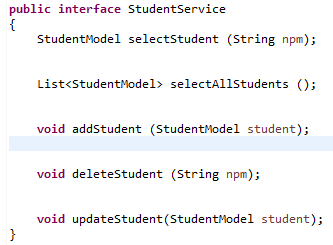 public interface StudentService
{
    StudentModel selectStudent (String npm);
    List<StudentModel> selectAllStudents ();
    void addStudent (StudentModel student);
    void deleteStudent (String npm);
    void updateStudent(StudentModel student);
}